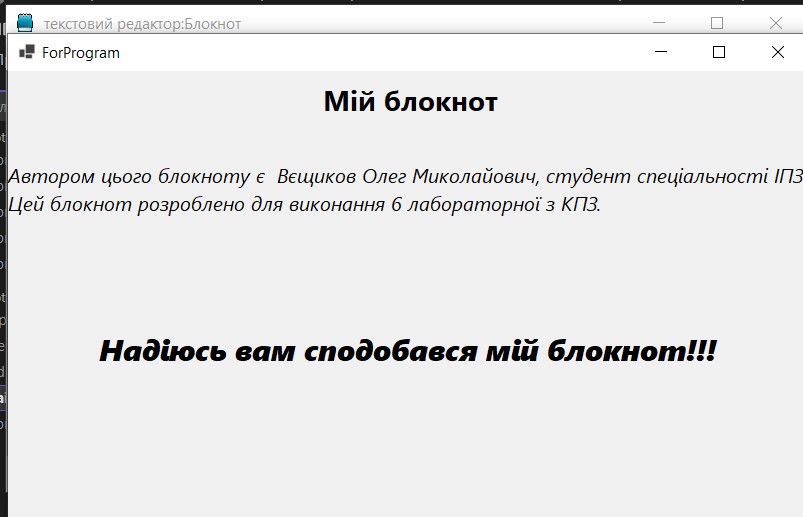 текстовий редактор:Блокнот
ForProgram
Мій блокнот
Автором цього блокноту є  Вєщиков Олег Миколайович, студент спеціальності ІПЗ
Цей блокнот розроблено для виконання 6 лабораторної з КПЗ.
Надіюсь вам сподобався мій блокнот!!!